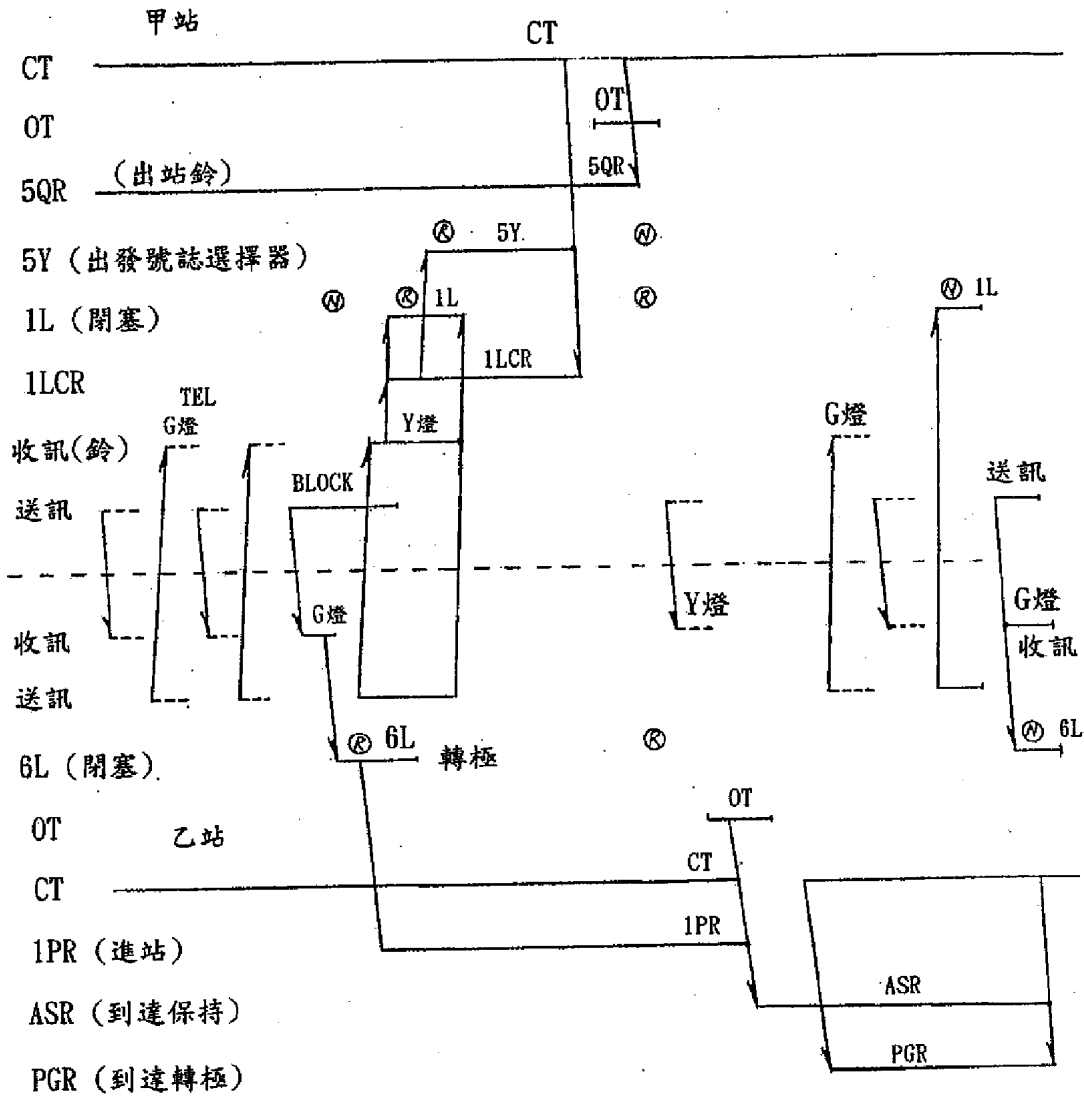 甲站
CT
CT
OT
OT
5QR (出站鈴) 5QR
Ⓡ 5Y Ⓝ
5Y (出發號誌選擇器)
1L (閉塞) Ⓝ Ⓡ 1L Ⓡ Ⓝ 1L
1LCR 1LCR
TEL
G燈 Y燈 G燈
收訊(鈴)
BLOCK 送訊
送訊
G燈 Y燈 G燈
收訊 收訊
送訊
6L (閉塞) Ⓡ 6L 轉極 Ⓡ Ⓝ 6L
OT 乙站 OT
CT CT
1PR (進站) 1PR
ASR (到達保持) ASR
PGR (到達轉極) PGR